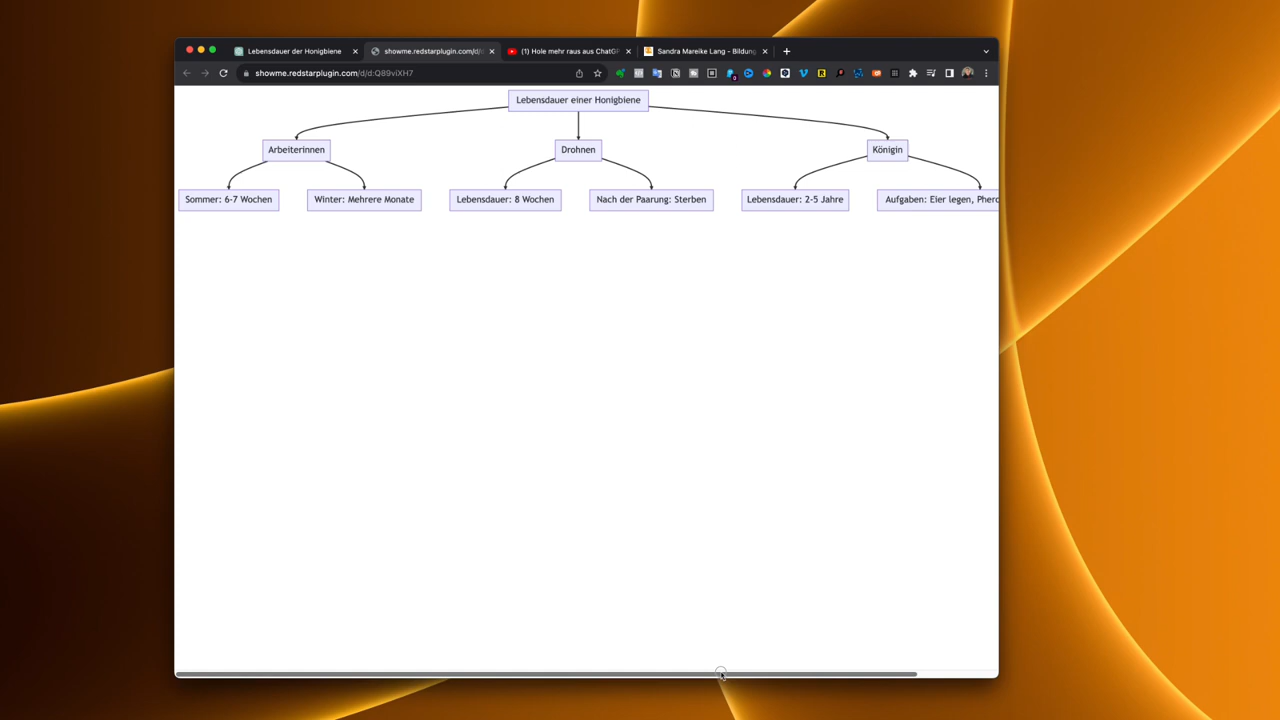 Lebensdauer der Honigbiene
showme.redstarplugin.com/d/
(1) Hole mehr raus aus ChatGP
Sandra Mareike Lang - Bildung
showme.redstarplugin.com/d/d:Q89viXH7
Lebensdauer einer Honigbiene
Arbeiterinnen
Drohnen
Königin
Sommer: 6-7 Wochen
Winter: Mehrere Monate
Lebensdauer: 8 Wochen
Nach der Paarung: Sterben
Lebensdauer: 2-5 Jahre
Aufgaben: Eier legen, Phero